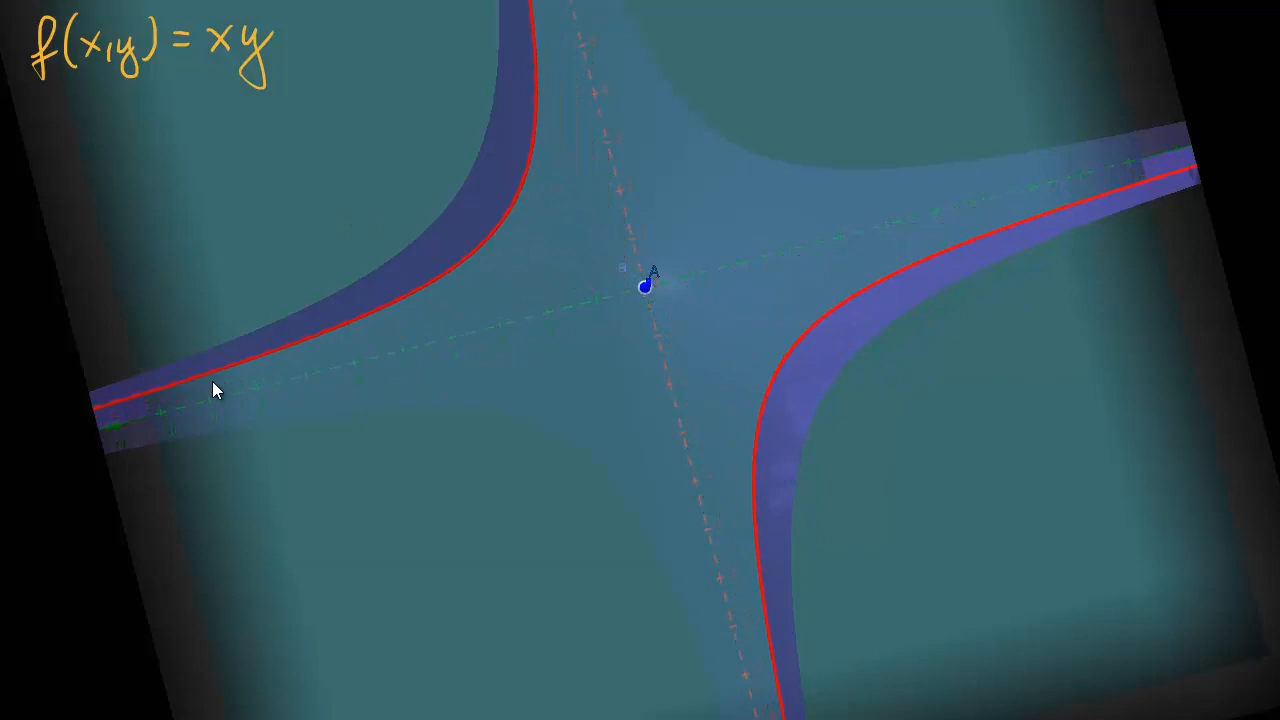 f(x,y) = xy
A